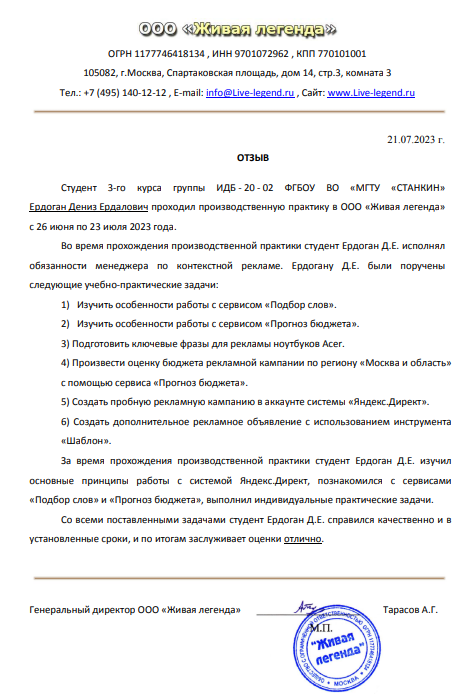 ООО «Живая легенда»
ОГРН 1177746418134 , ИНН 9701072962 , КПП 770101001
105082, г.Москва, Спартаковская площадь, дом 14, стр.3, комната 3
Тел.: +7 (495) 140-12-12 , E-mail: info@Live-legend.ru , Сайт: www.Live-legend.ru
21.07.2023 г.
ОТЗЫВ
Студент 3-го курса группы ИДБ - 20 - 02 ФГБОУ ВО «МГТУ «СТАНКИН»
Ердоган Дениз Ердалович проходил производственную практику в ООО «Живая легенда»
с 26 июня по 23 июля 2023 года.
Во время прохождения производственной практики студент Ердоган Д.Е. исполнял
обязанности менеджера по контекстной рекламе. Ердогану Д.Е. были поручены
следующие учебно-практические задачи:
1) Изучить особенности работы с сервисом «Подбор слов».
2) Изучить особенности работы с сервисом «Прогноз бюджета».
3) Подготовить ключевые фразы для рекламы ноутбуков Acer.
4) Произвести оценку бюджета рекламной кампании по региону «Москва и область»
с помощью сервиса «Прогноз бюджета».
5) Создать пробную рекламную кампанию в аккаунте системы «Яндекс.Директ».
6) Создать дополнительное рекламное объявление с использованием инструмента
«Шаблон».
За время прохождения производственной практики студент Ердоган Д.Е. изучил
основные принципы работы с системой Яндекс.Директ, познакомился с сервисами
«Подбор слов» и «Прогноз бюджета», выполнил индивидуальные практические задачи.
Со всеми поставленными задачами студент Ердоган Д.Е. справился качественно и в
установленные сроки, и по итогам заслуживает оценки отлично.
Генеральный директор ООО «Живая легенда» Тарасов А.Г.
М.П.
"Живая
легенда"
ОБЩЕСТВО С ОГРАНИЧЕННОЙ ОТВЕТСТВЕННОСТЬЮ ОГРН 1177746418134
МОСКВА